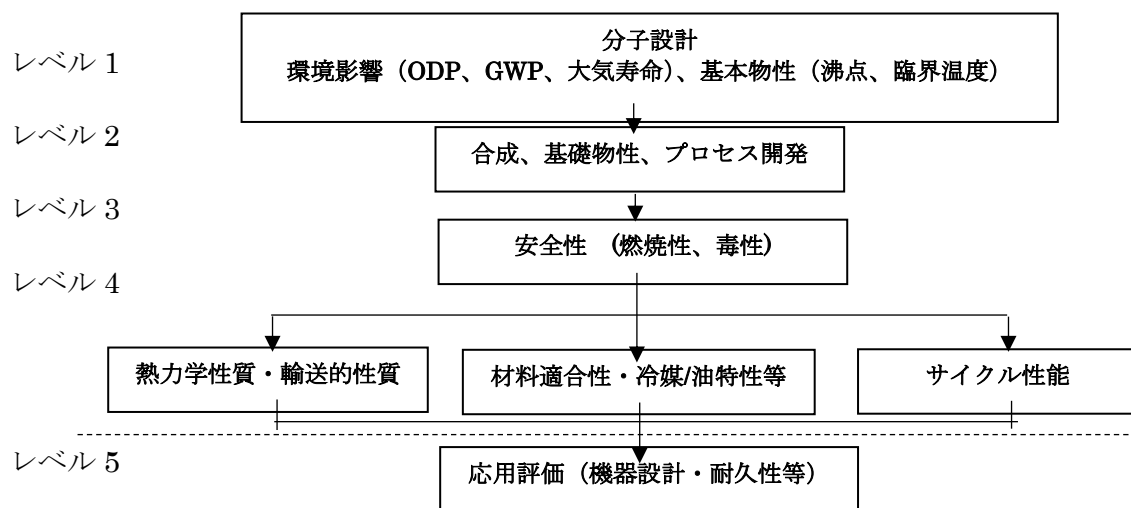 レベル 1
分子設計
環境影響（ODP、GWP、大気寿命）、基本物性（沸点、臨界温度）
レベル 2
合成、基礎物性、プロセス開発
レベル 3
安全性　(燃焼性、毒性)
レベル 4
熱力学性質・輸送的性質
材料適合性・冷媒/油特性等
サイクル性能
レベル 5
応用評価（機器設計・耐久性等）